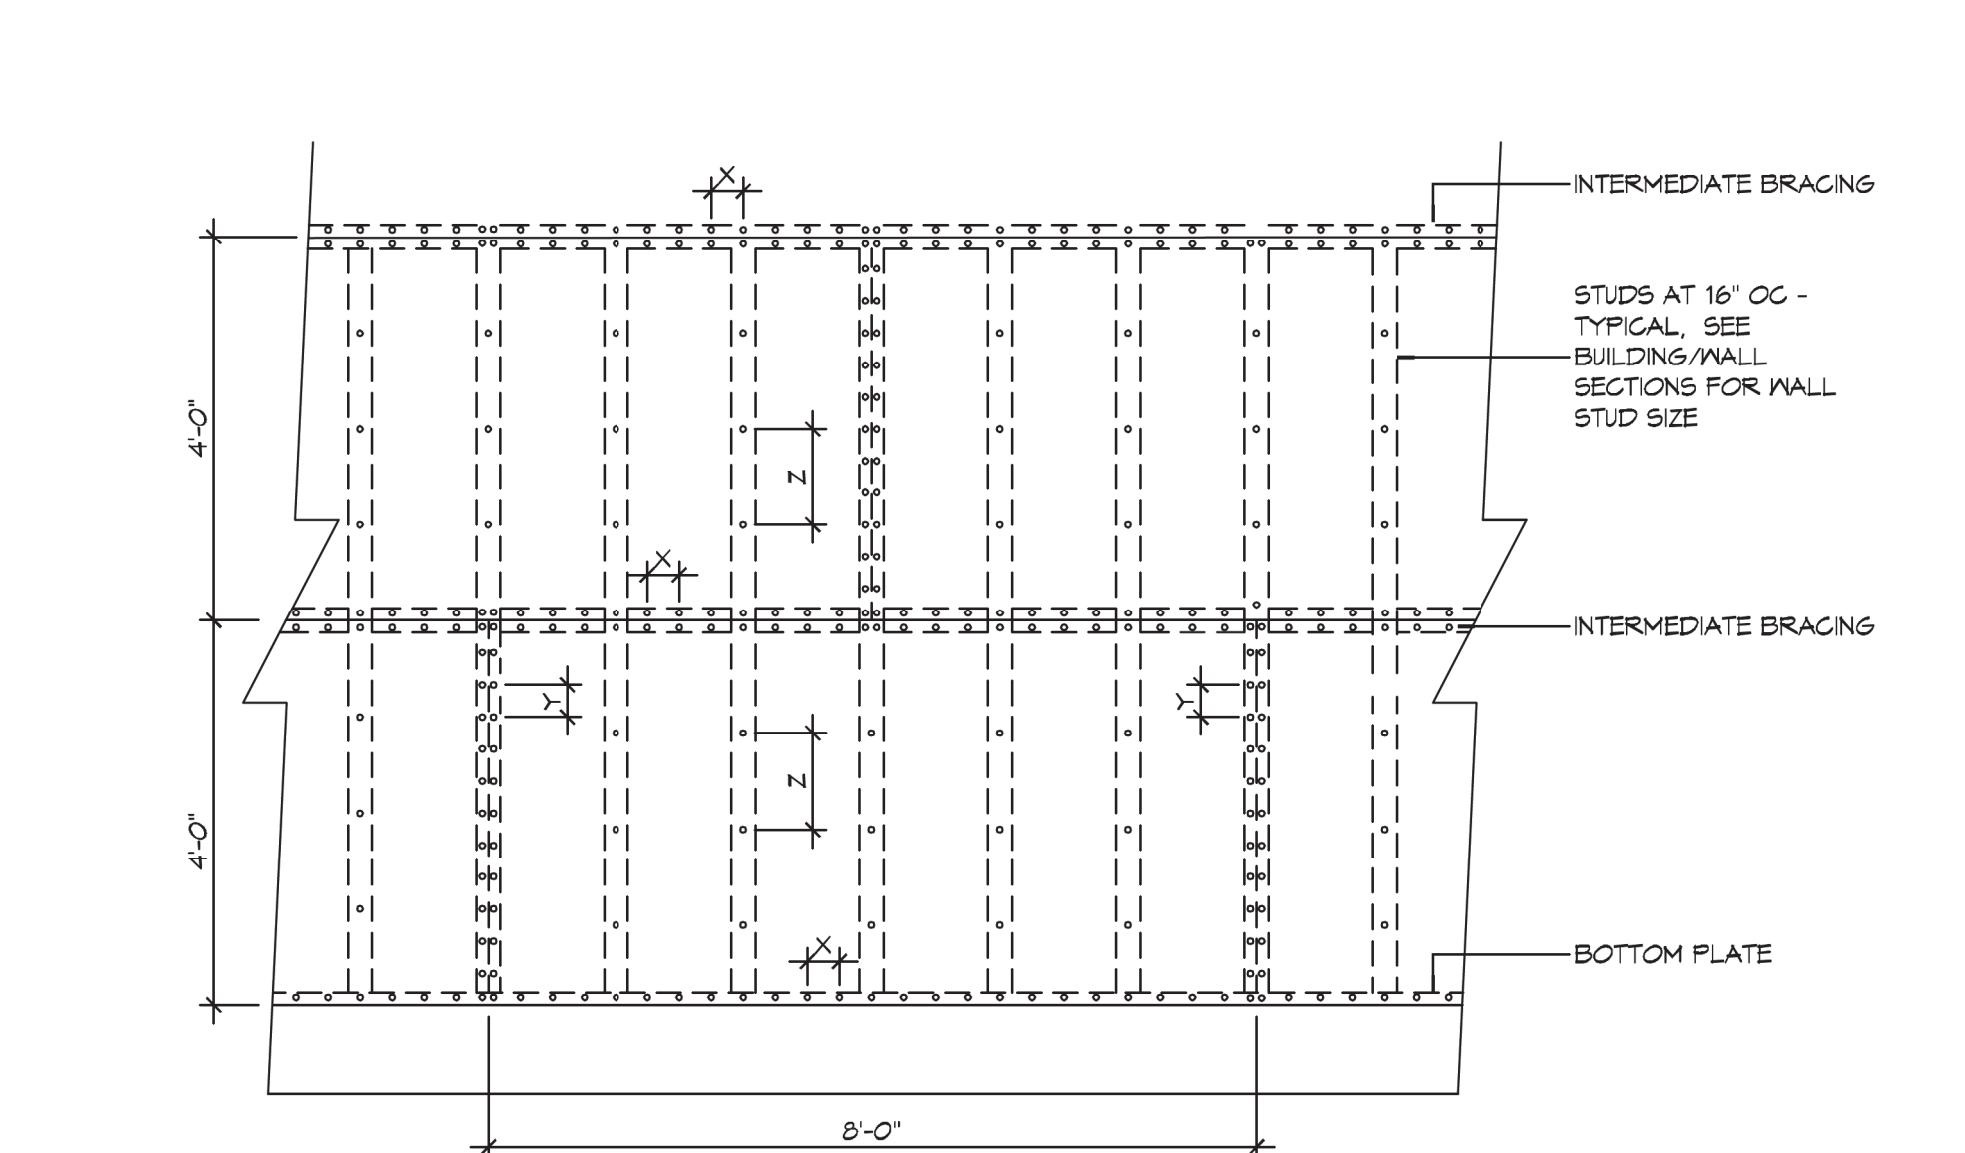 X
INTERMEDIATE BRACING
STUDS AT 16" OC -
TYPICAL, SEE
BUILDING/WALL
SECTIONS FOR WALL
STUD SIZE
4'-0"
Z
X
INTERMEDIATE BRACING
Y
Y
Z
4'-0"
X
BOTTOM PLATE
8'-0"